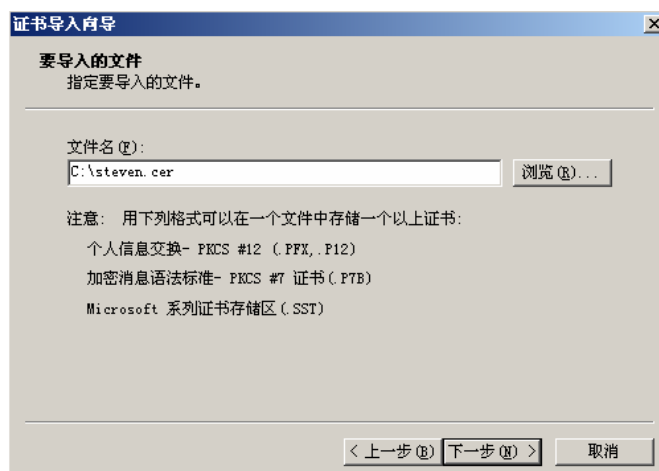 证书导入向导
要导入的文件
指定要导入的文件。
文件名(F):
C:\steven.cer
浏览(R)...
注意: 用下列格式可以在一个文件中存储一个以上证书:
个人信息交换- PKCS #12 (.PFX,.P12)
加密消息语法标准- PKCS #7 证书(.P7B)
Microsoft 系列证书存储区(.SST)
< 上一步(B) 下一步(N) > 取消